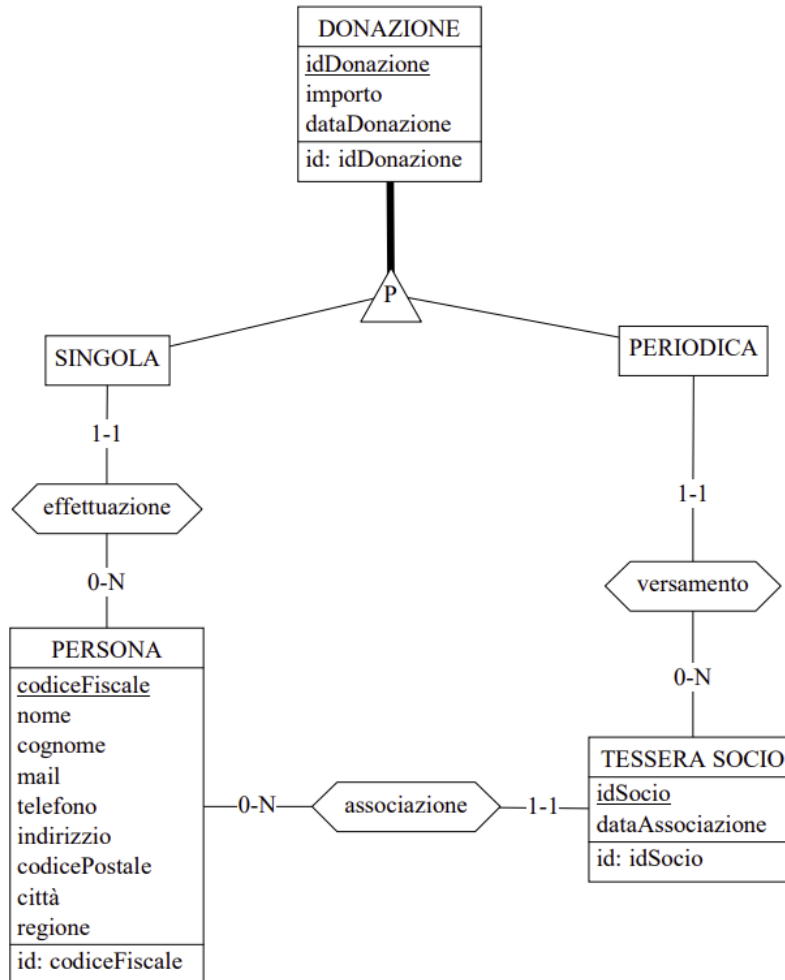 DONAZIONE
idDonazione
importo
dataDonazione
id: idDonazione
P
SINGOLA
PERIODICA
1-1
1-1
effettuazione
versamento
0-N
0-N
PERSONA
codiceFiscale
nome
cognome
mail
telefono
indirizzio
codicePostale
città
regione
id: codiceFiscale
0-N
associazione
1-1
TESSERA SOCIO
idSocio
dataAssociazione
id: idSocio